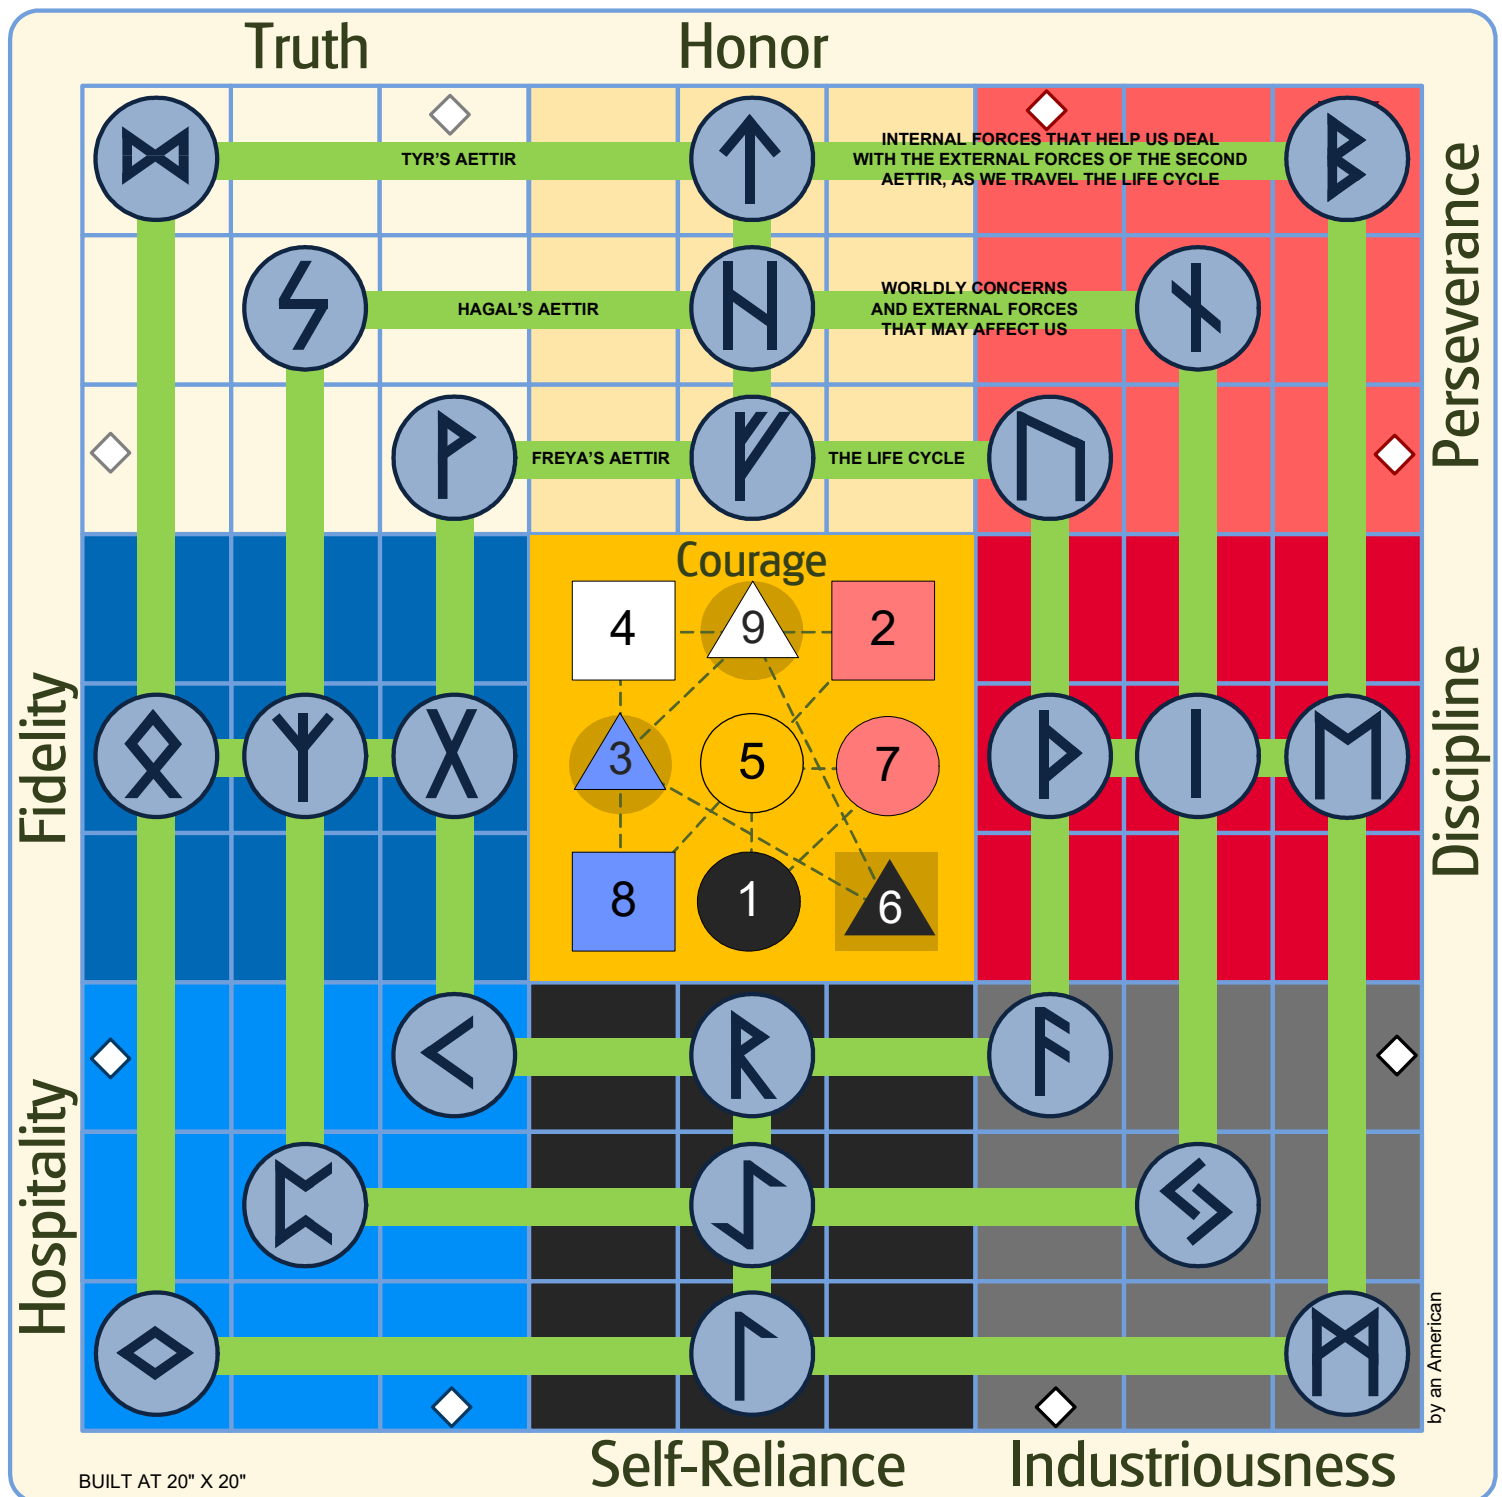 Truth Honor
ᛞ ᛏ ᛒ
TYR'S AETTIR
INTERNAL FORCES THAT HELP US DEAL
WITH THE EXTERNAL FORCES OF THE SECOND
AETTIR, AS WE TRAVEL THE LIFE CYCLE
Perseverance
ᛋ ᚺ ᚾ
HAGAL'S AETTIR
WORLDLY CONCERNS
AND EXTERNAL FORCES
THAT MAY AFFECT US
ᚹ ᚠ ᚢ
FREYA'S AETTIR THE LIFE CYCLE
Courage
4 9 2
3 5 7
8 1 6
Fidelity
ᛟ ᛉ ᚷ ᚦ ᛁ ᛖ
Discipline
ᚲ ᚱ ᚨ
Hospitality
ᛈ ᛇ ᛃ
ᛜ ᛚ ᛗ
by an American
Self-Reliance Industriousness
BUILT AT 20" X 20"